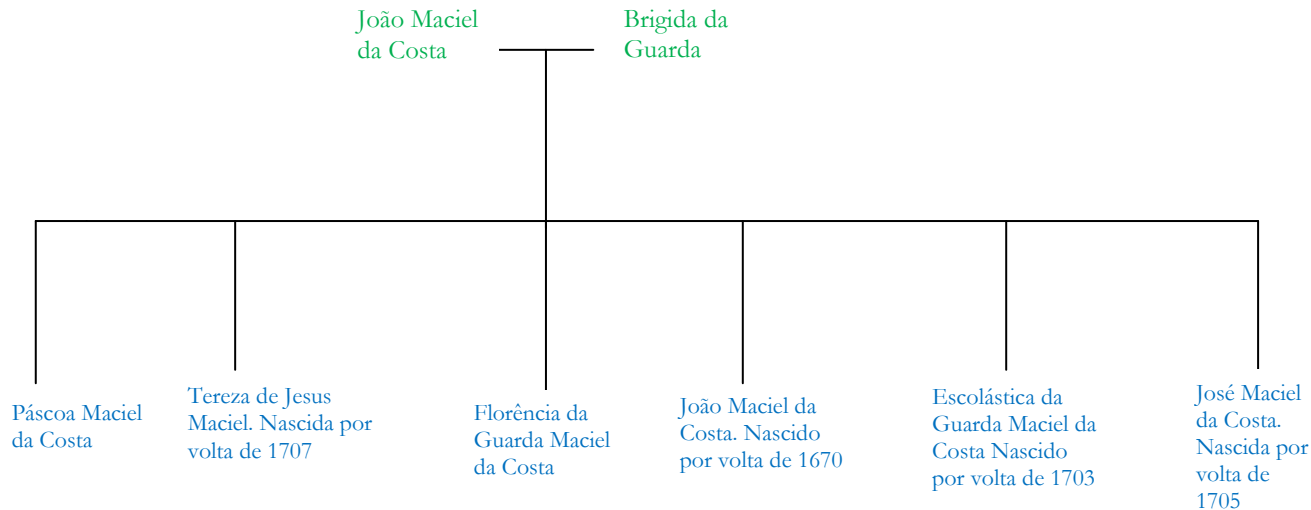 João Maciel
da Costa
Brigida da
Guarda
Páscoa Maciel
da Costa
Tereza de Jesus
Maciel. Nascida por
volta de 1707
Florência da
Guarda Maciel
da Costa
João Maciel da
Costa. Nascido
por volta de 1670
Escolástica da
Guarda Maciel da
Costa Nascido
por volta de 1703
José Maciel
da Costa.
Nascida por
volta de
1705